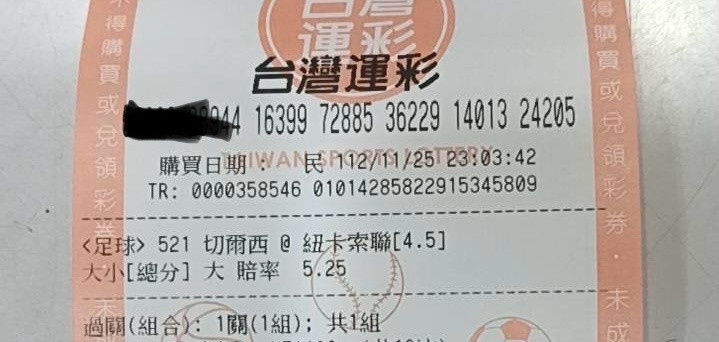 台灣運彩
台灣運彩
44 16399 72885 36229 14013 24205
購買日期: 民 112/11/25 23:03:42
TAIWAN SPORTS LOTTERY
TR: 0000358546 01014285822915345809
<足球> 521 切爾西 @ 紐卡索聯[4.5]
大小[總分] 大 賠率 5.25
過關(組合): 1關(1組); 共1組
得購買或兌領彩券
得購買或兌領彩券・未成